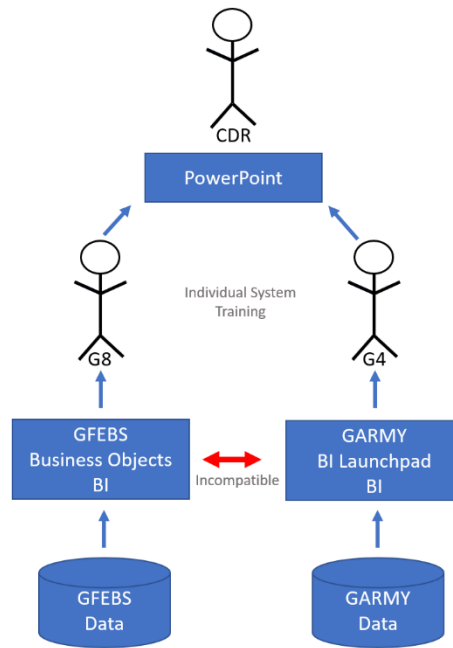 CDR
PowerPoint
Individual System
Training
G8
G4
GFEBS
Business Objects
BI
Incompatible
GARMY
BI Launchpad
BI
GFEBS
Data
GARMY
Data